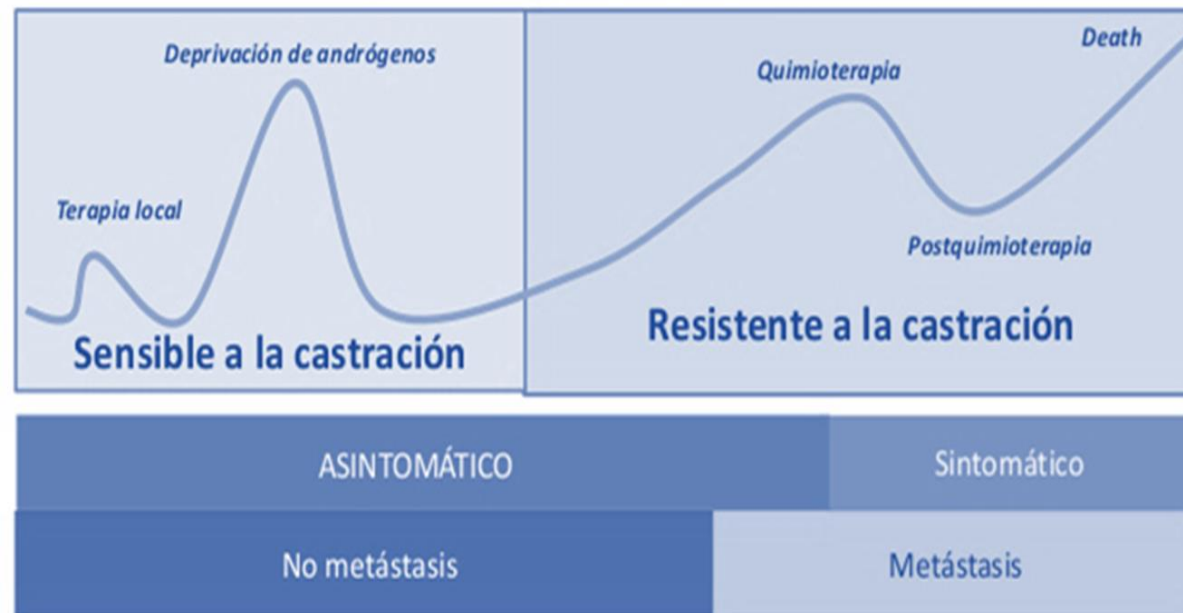 Deprivación de andrógenos
Terapia local
Sensible a la castración
Death
Quimioterapia
Postquimioterapia
Resistente a la castración
ASINTOMÁTICO
Sintomático
No metástasis
Metástasis